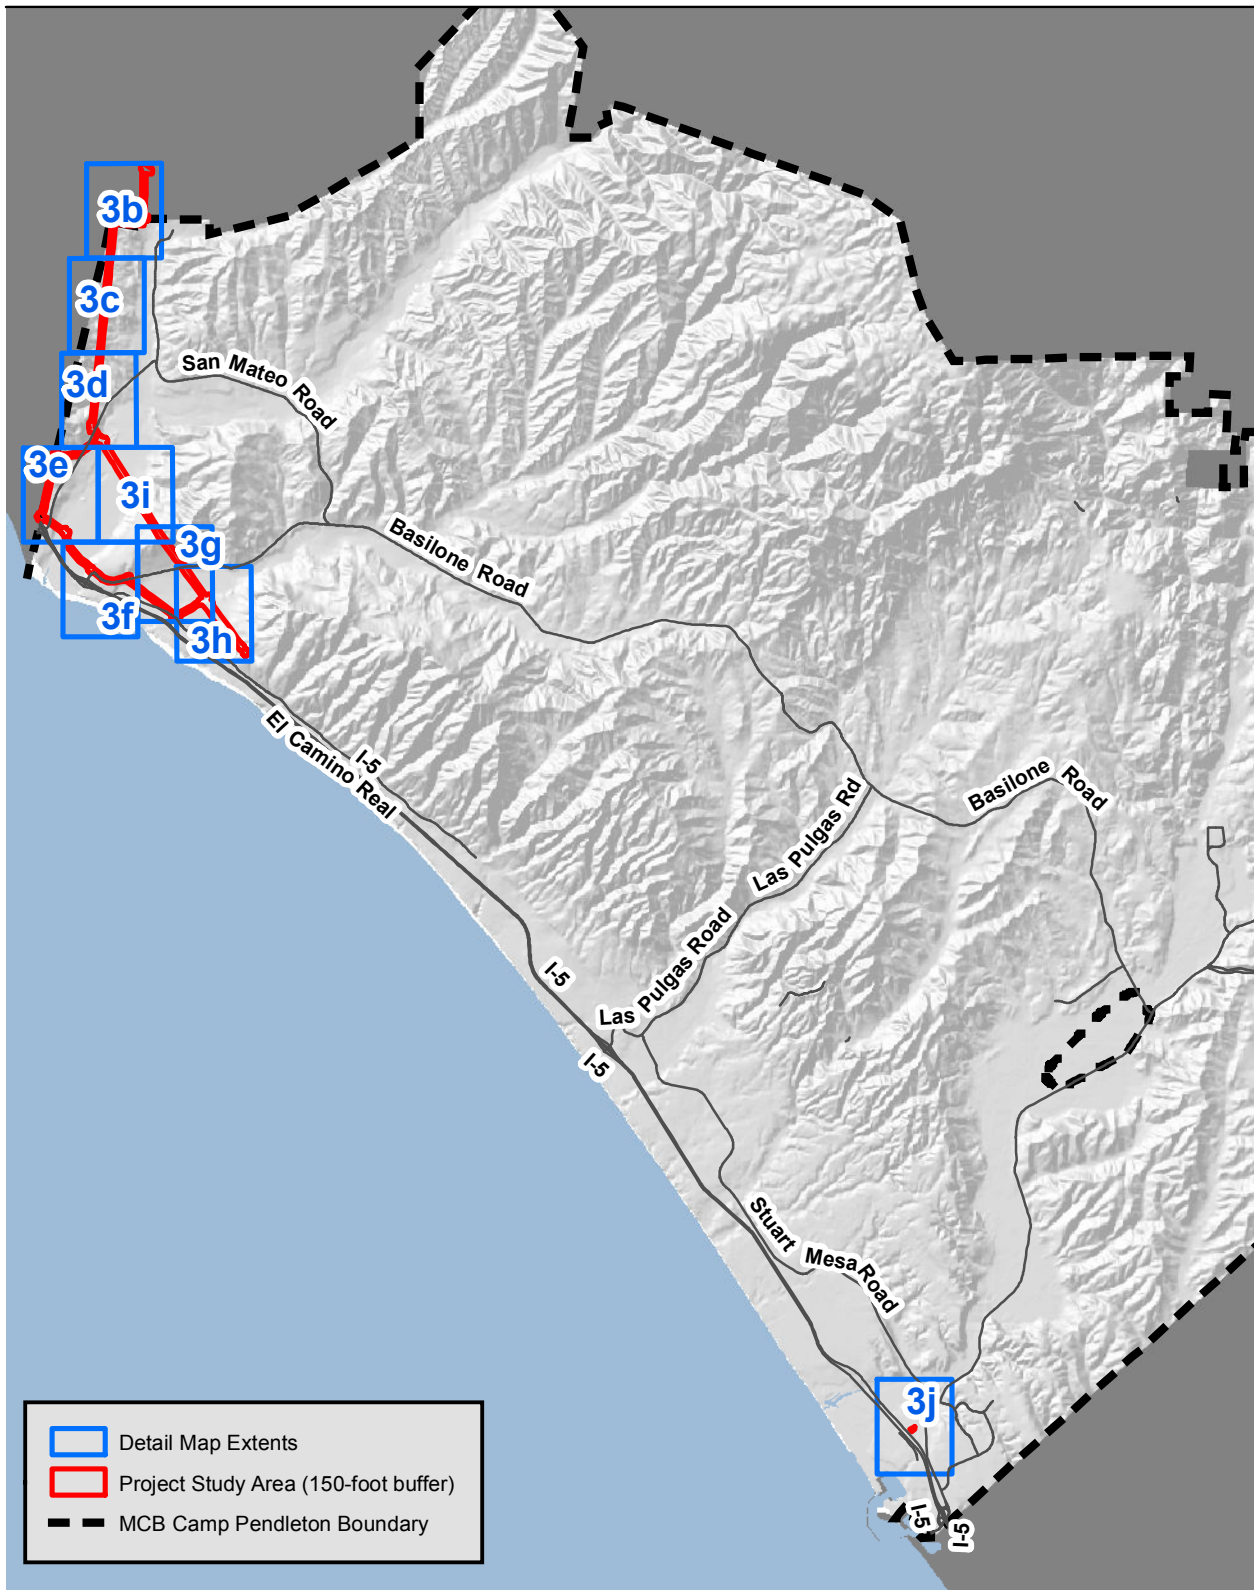 3b
3c
San Mateo Road
3d
3e
3i
3g
Basilone Road
3f
3h
El Camino Real
I-5
Basilone Road
Las Pulgas Rd
Las Pulgas Road
I-5
I-5
Stuart Mesa Road
3j
I-5
I-5
Detail Map Extents
Project Study Area (150-foot buffer)
MCB Camp Pendleton Boundary